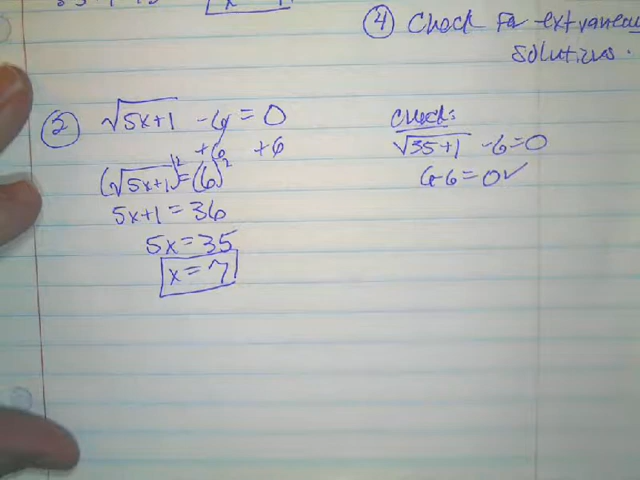 ④ Check for extraneous
solutions.
② √5x+1 - 6 = 0
+6 +6
(√5x+1)² = (6)²
5x+1 = 36
5x = 35
x = 7
Check:
√35+1 - 6 = 0
6-6 = 0✓